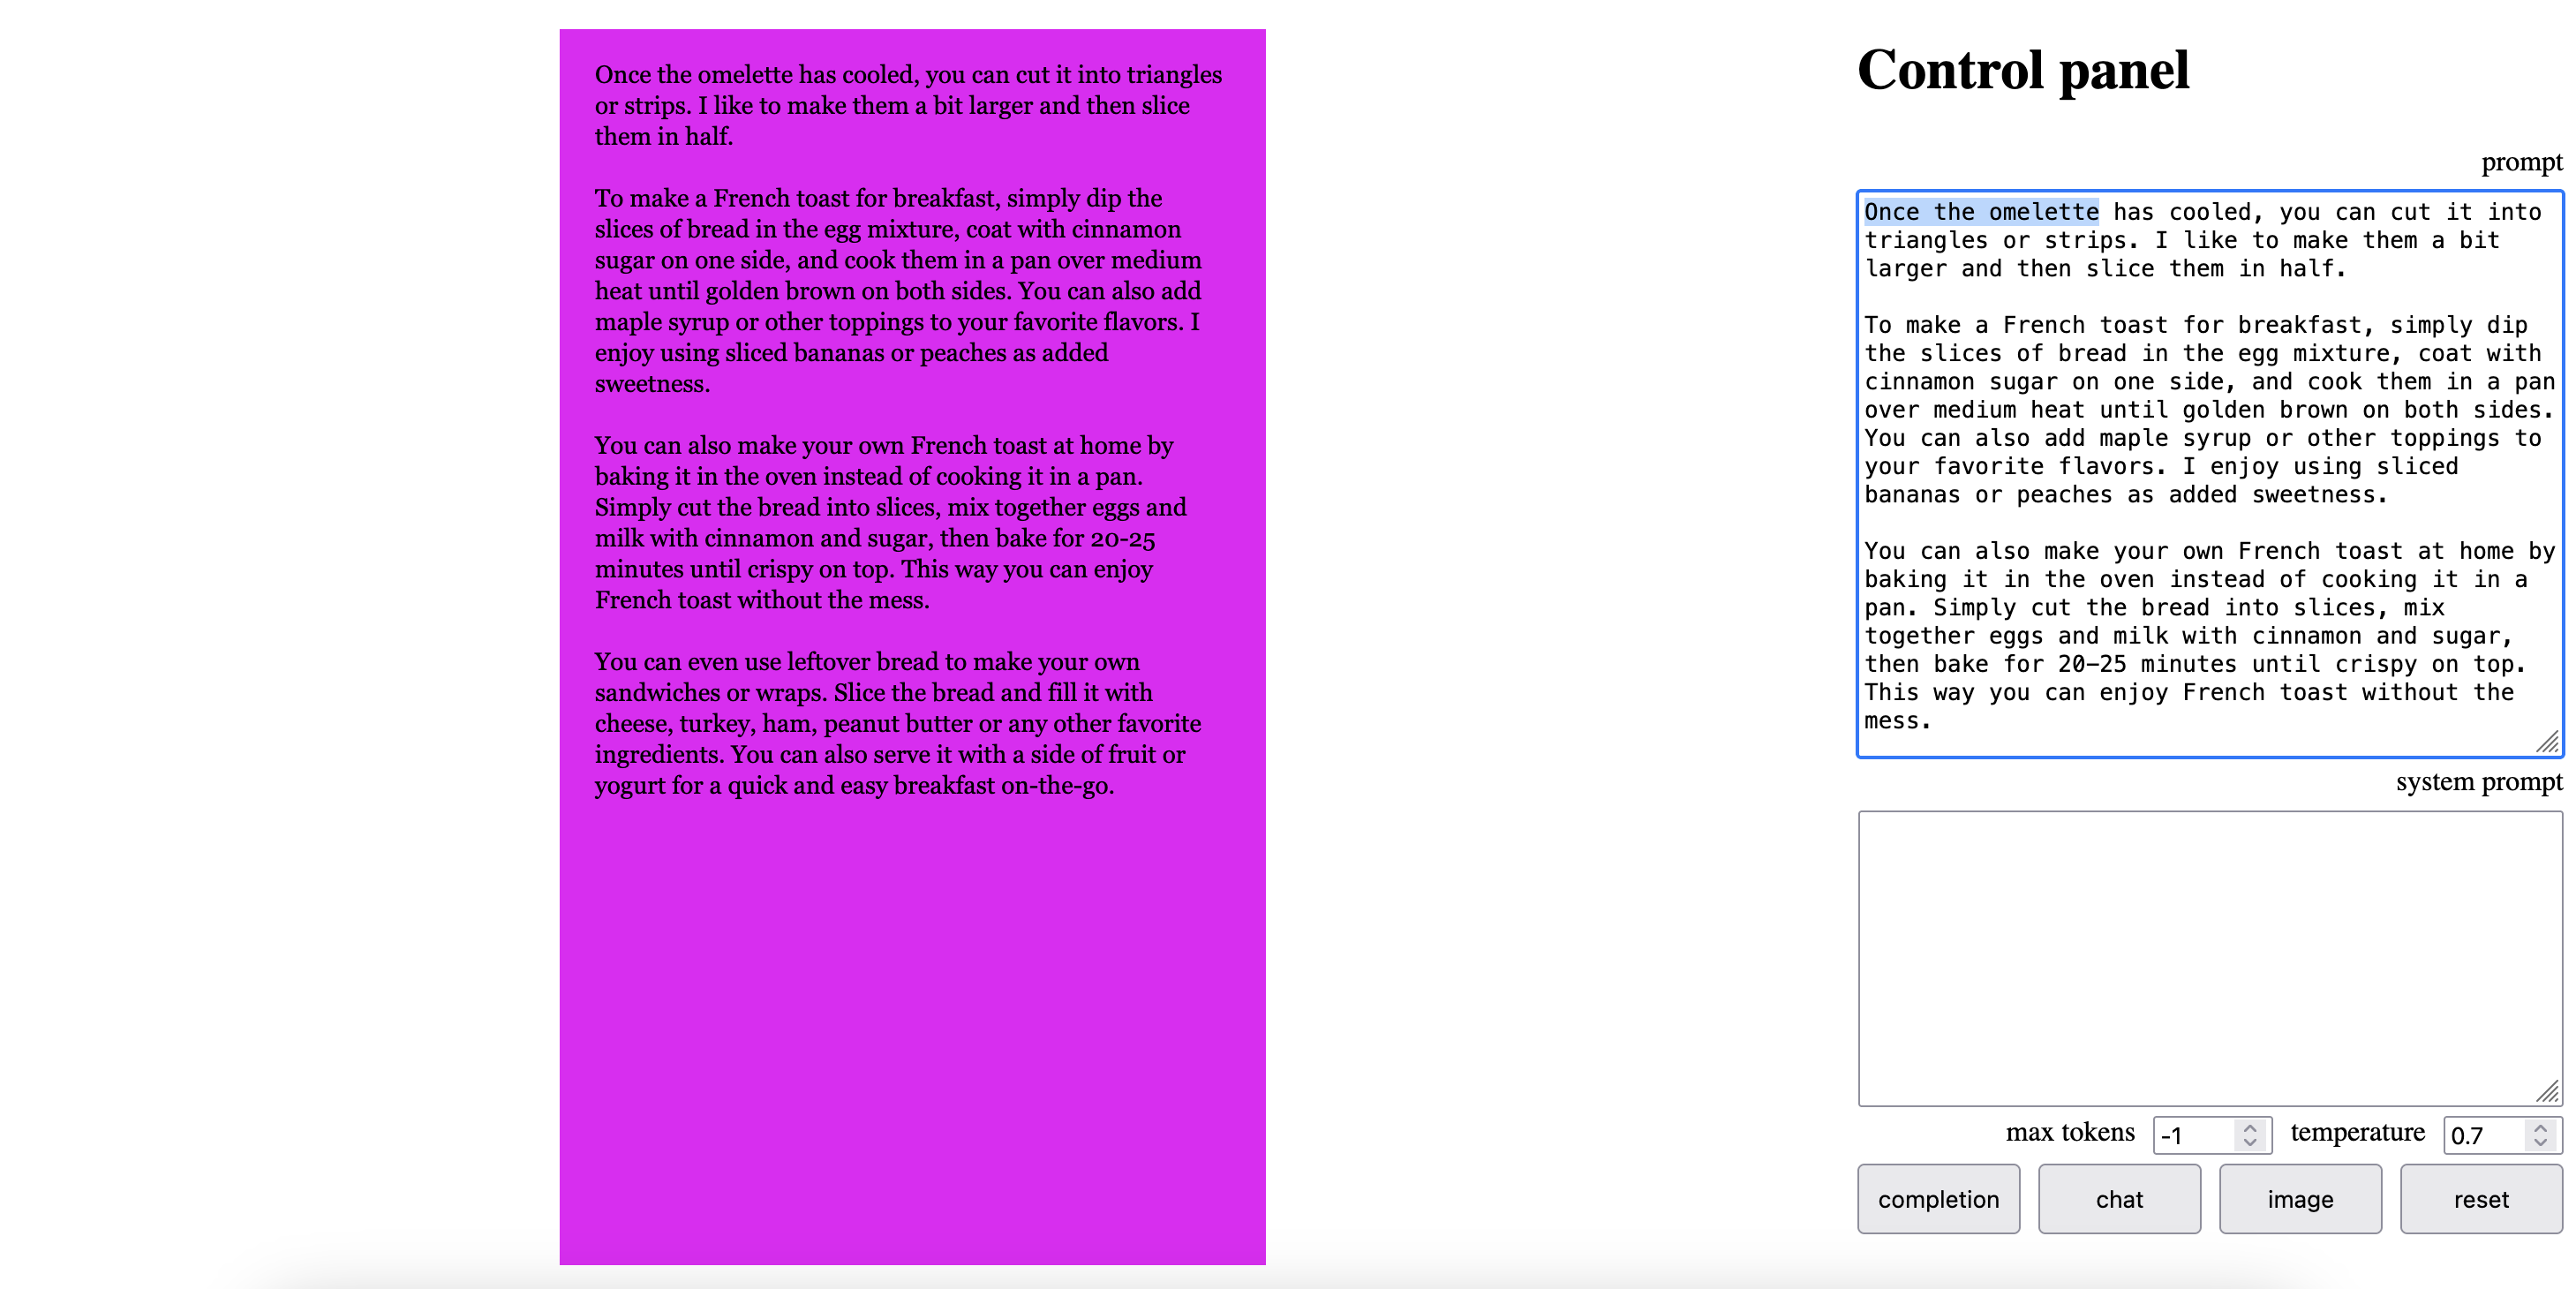 Once the omelette has cooled, you can cut it into triangles
or strips. I like to make them a bit larger and then slice
them in half.
To make a French toast for breakfast, simply dip the
slices of bread in the egg mixture, coat with cinnamon
sugar on one side, and cook them in a pan over medium
heat until golden brown on both sides. You can also add
maple syrup or other toppings to your favorite flavors. I
enjoy using sliced bananas or peaches as added
sweetness.
You can also make your own French toast at home by
baking it in the oven instead of cooking it in a pan.
Simply cut the bread into slices, mix together eggs and
milk with cinnamon and sugar, then bake for 20-25
minutes until crispy on top. This way you can enjoy
French toast without the mess.
You can even use leftover bread to make your own
sandwiches or wraps. Slice the bread and fill it with
cheese, turkey, ham, peanut butter or any other favorite
ingredients. You can also serve it with a side of fruit or
yogurt for a quick and easy breakfast on-the-go.
Control panel
prompt
Once the omelette has cooled, you can cut it into
triangles or strips. I like to make them a bit
larger and then slice them in half.
To make a French toast for breakfast, simply dip
the slices of bread in the egg mixture, coat with
cinnamon sugar on one side, and cook them in a pan
over medium heat until golden brown on both sides.
You can also add maple syrup or other toppings to
your favorite flavors. I enjoy using sliced
bananas or peaches as added sweetness.
You can also make your own French toast at home by
baking it in the oven instead of cooking it in a
pan. Simply cut the bread into slices, mix
together eggs and milk with cinnamon and sugar,
then bake for 20-25 minutes until crispy on top.
This way you can enjoy French toast without the
mess.
system prompt
max tokens -1 temperature 0.7
completion chat image reset